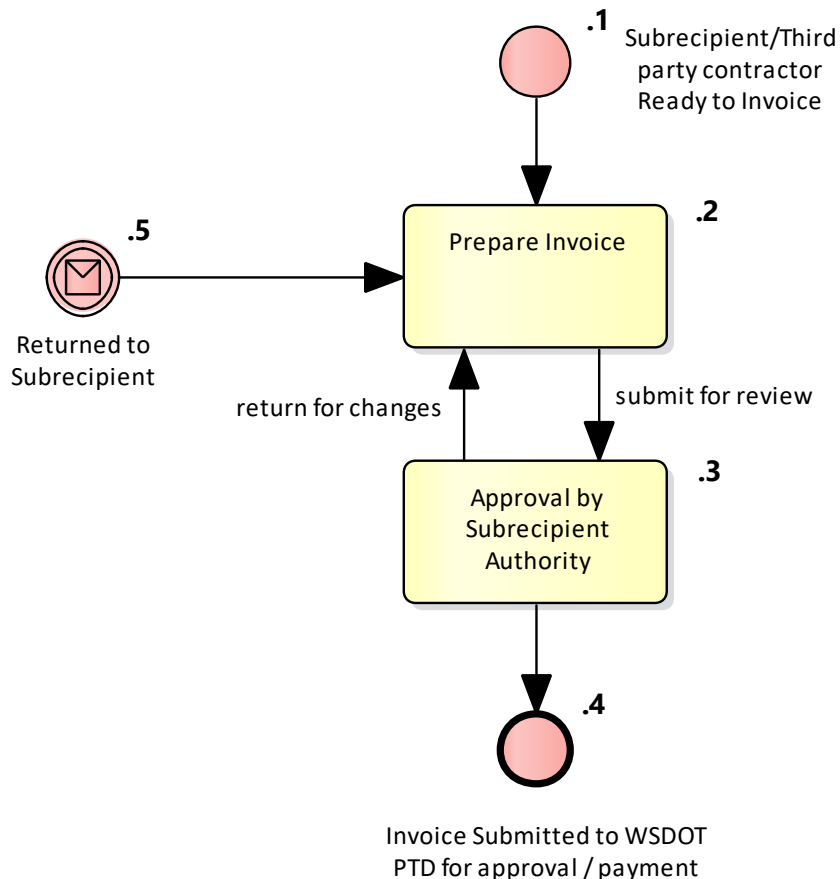 .1
Subrecipient/Third
party contractor
Ready to Invoice
.2
Prepare Invoice
.5
Returned to
Subrecipient
return for changes
submit for review
.3
Approval by
Subrecipient
Authority
.4
Invoice Submitted to WSDOT
PTD for approval / payment